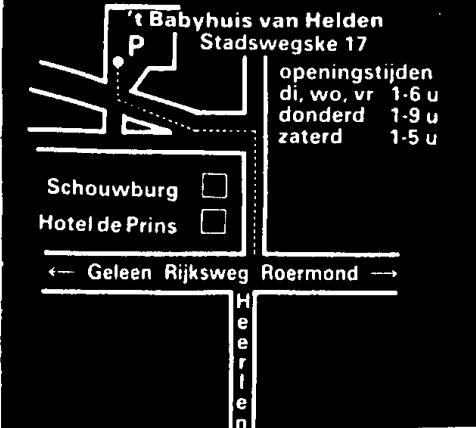 't Babyhuis van Helden
Stadswegske 17
P
openingstijden
di, wo, vr 1-6 u
donderd 1-9 u
zaterd 1-5 u
Schouwburg
Hotel de Prins
← Geleen Rijksweg Roermond →
Heerlen